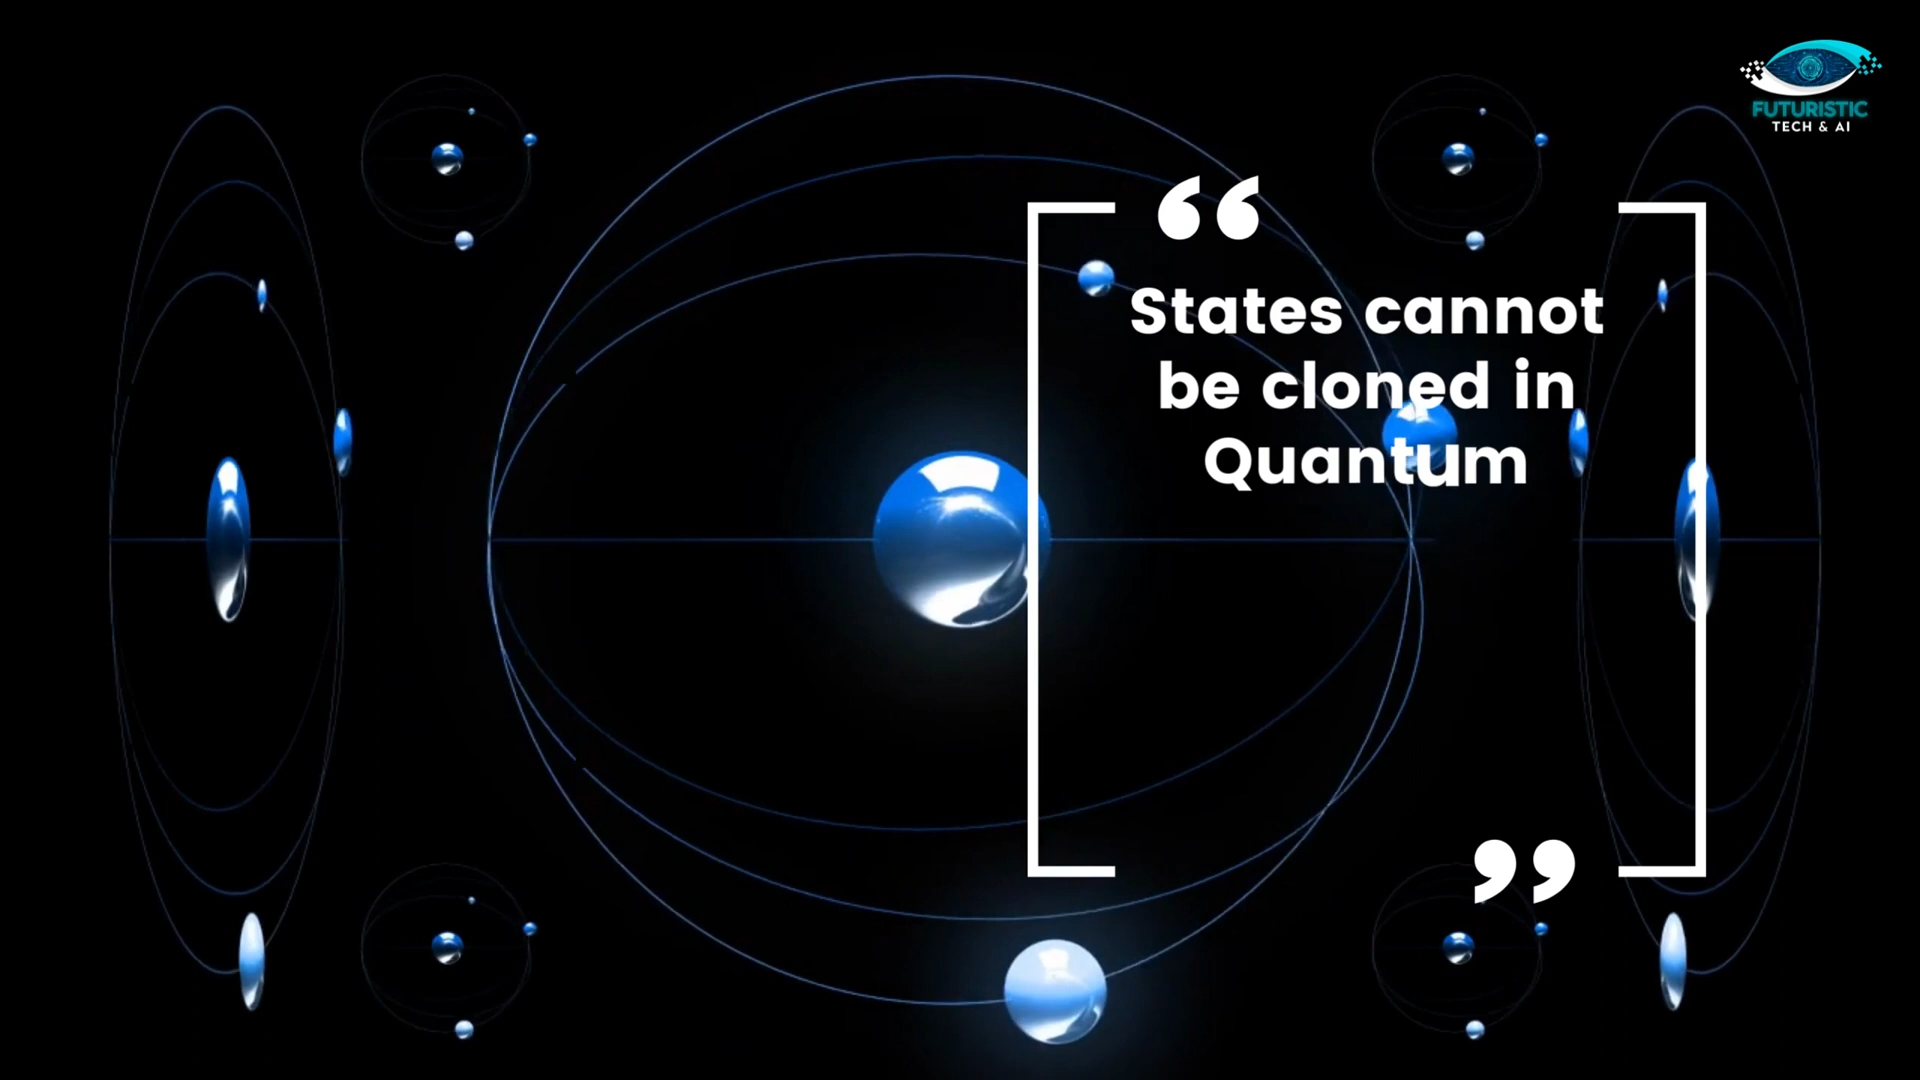 FUTURISTIC
TECH & AI
“
States cannot
be cloned in
Quantum
”